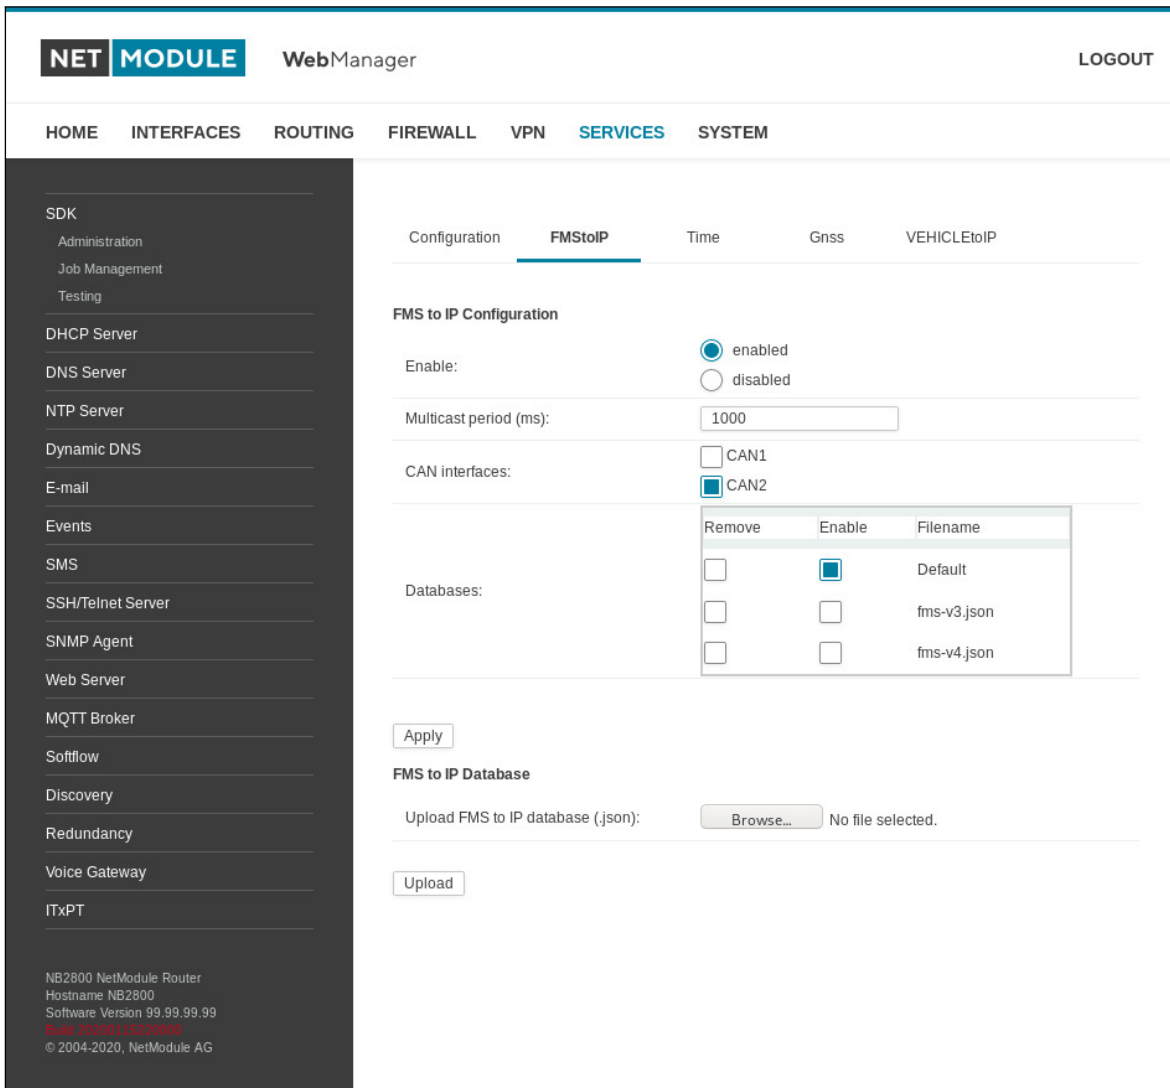 NET MODULE WebManager LOGOUT
HOME INTERFACES ROUTING FIREWALL VPN SERVICES SYSTEM
SDK
Administration
Job Management
Testing
DHCP Server
DNS Server
NTP Server
Dynamic DNS
E-mail
Events
SMS
SSH/Telnet Server
SNMP Agent
Web Server
MQTT Broker
Softflow
Discovery
Redundancy
Voice Gateway
ITxPT
NB2800 NetModule Router
Hostname NB2800
Software Version 99.99.99.99
Build
© 2004-2020, NetModule AG
Configuration FMStoIP Time Gnss VEHICLEtoIP
FMS to IP Configuration
Enable:
enabled
disabled
Multicast period (ms): 1000
CAN interfaces:
CAN1
CAN2
Databases:
Remove Enable Filename
Default
fms-v3.json
fms-v4.json
Apply
FMS to IP Database
Upload FMS to IP database (.json): Browse... No file selected.
Upload